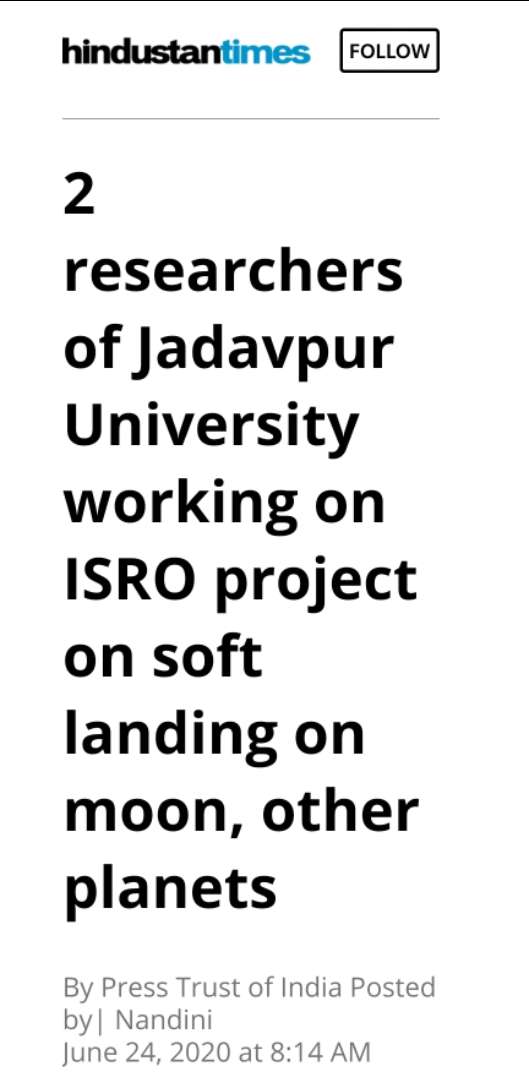 hindustantimes FOLLOW
2
researchers
of Jadavpur
University
working on
ISRO project
on soft
landing on
moon, other
planets
By Press Trust of India Posted
by| Nandini
June 24, 2020 at 8:14 AM